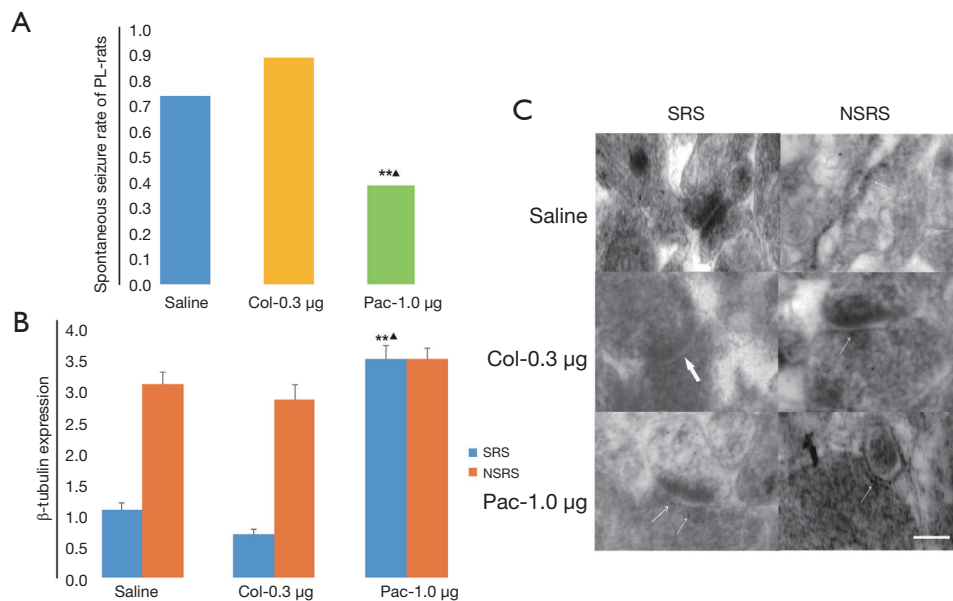 A
Spontaneous seizure rate of PL-rats
1.0
0.9
0.8
0.7
0.6
0.5
0.4
0.3
0.2
0.1
0.0
**▲
Saline Col-0.3 µg Pac-1.0 µg
B
β-tubulin expression
4.0
3.5
3.0
2.5
2.0
1.5
1.0
0.5
0.0
**▲
SRS
NSRS
Saline Col-0.3 µg Pac-1.0 µg
C
SRS NSRS
Saline
Col-0.3 µg
Pac-1.0 µg